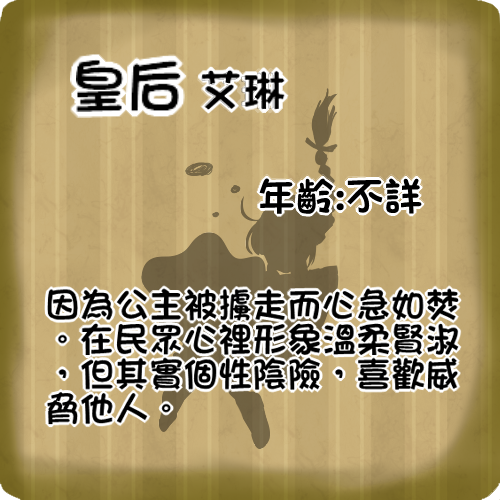 皇后 艾琳
年齡:不詳
因為公主被擄走而心急如焚
。在民眾心裡形象溫柔賢淑
，但其實個性陰險，喜歡威
脅他人。